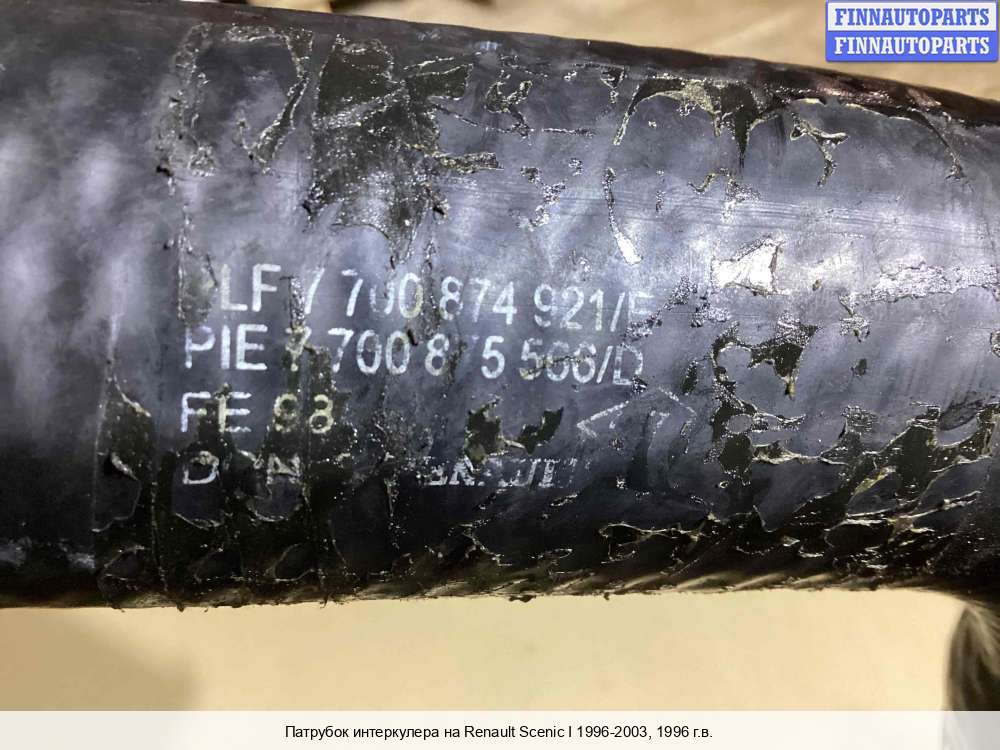 FINNAUTOPARTS
FINNAUTOPARTS
7 700 874 921/E
PIE 7 700 875 566/D
FE 98
RENAULT
Патрубок интеркулера на Renault Scenic I 1996-2003, 1996 г.в.